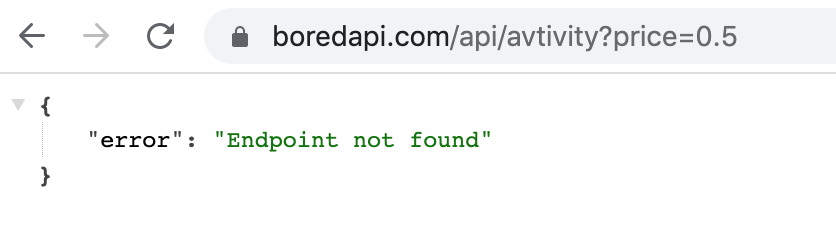 boredapi.com/api/avtivity?price=0.5
{
"error": "Endpoint not found"
}